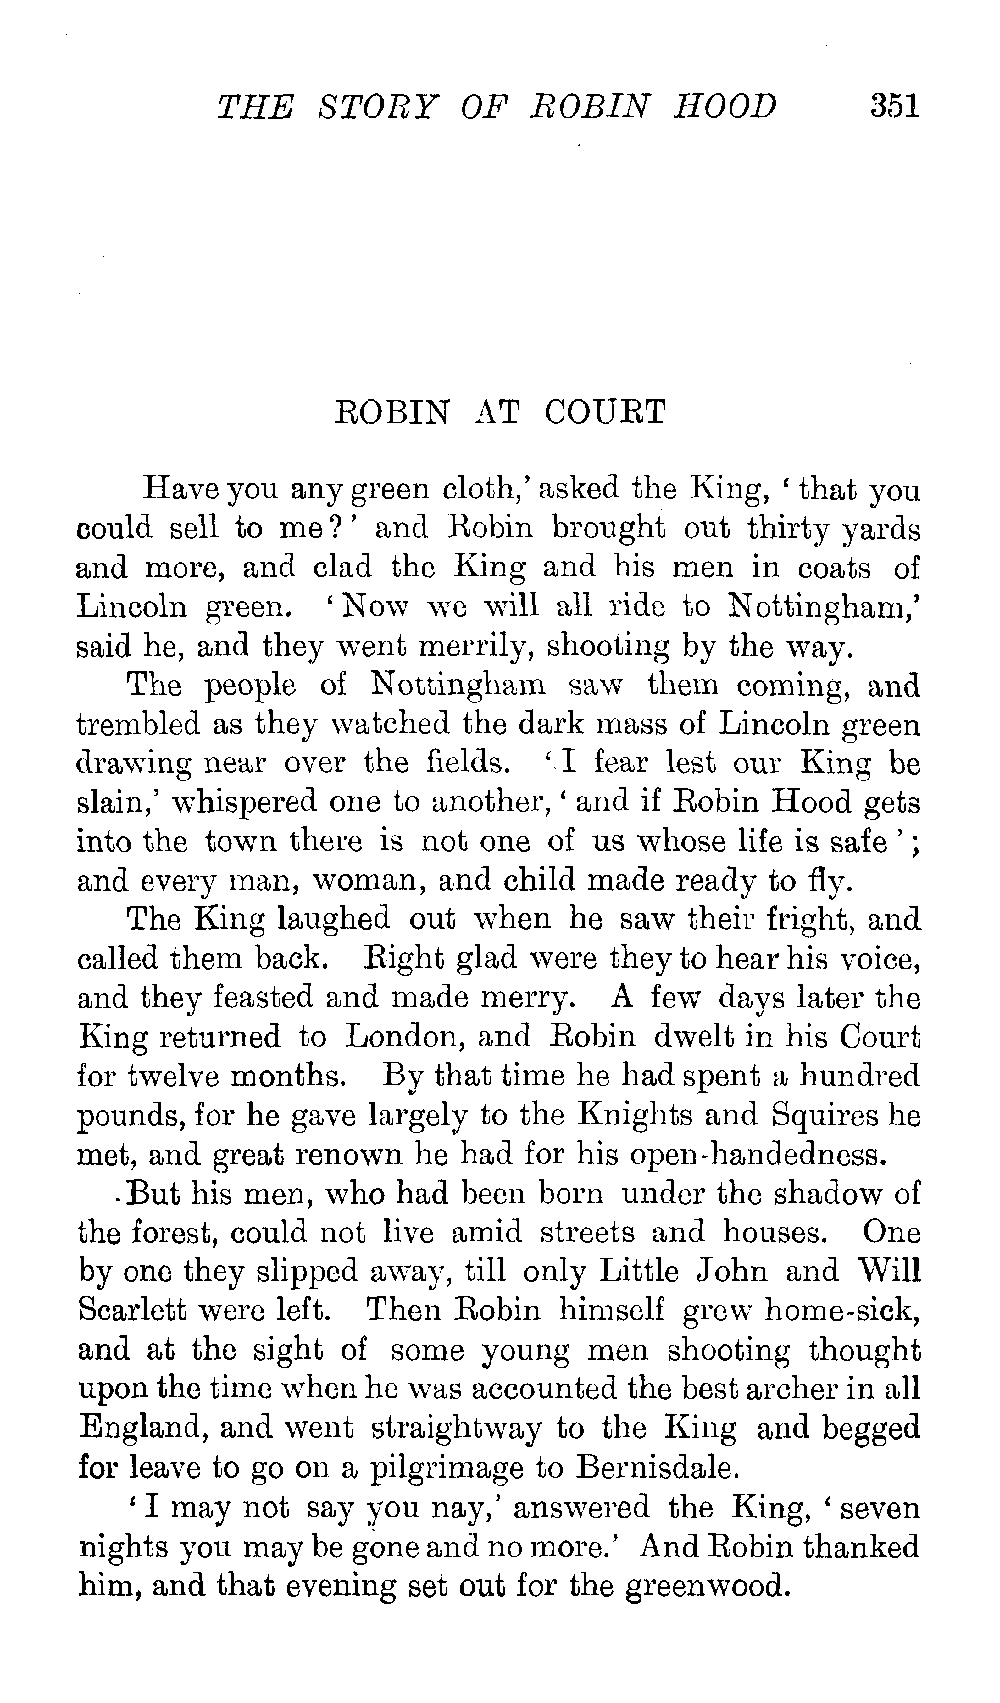 THE STORY OF ROBIN HOOD 351
ROBIN AT COURT
Have you any green cloth,' asked the King, ' that you
could sell to me?' and Robin brought out thirty yards
and more, and clad the King and his men in coats of
Lincoln green. ' Now we will all ride to Nottingham,'
said he, and they went merrily, shooting by the way.
The people of Nottingham saw them coming, and
trembled as they watched the dark mass of Lincoln green
drawing near over the fields. ' I fear lest our King be
slain,' whispered one to another, ' and if Robin Hood gets
into the town there is not one of us whose life is safe ' ;
and every man, woman, and child made ready to fly.
The King laughed out when he saw their fright, and
called them back. Right glad were they to hear his voice,
and they feasted and made merry. A few days later the
King returned to London, and Robin dwelt in his Court
for twelve months. By that time he had spent a hundred
pounds, for he gave largely to the Knights and Squires he
met, and great renown he had for his open-handedness.
But his men, who had been born under the shadow of
the forest, could not live amid streets and houses. One
by one they slipped away, till only Little John and Will
Scarlett were left. Then Robin himself grew home-sick,
and at the sight of some young men shooting thought
upon the time when he was accounted the best archer in all
England, and went straightway to the King and begged
for leave to go on a pilgrimage to Bernisdale.
' I may not say you nay,' answered the King, ' seven
nights you may be gone and no more.' And Robin thanked
him, and that evening set out for the greenwood.